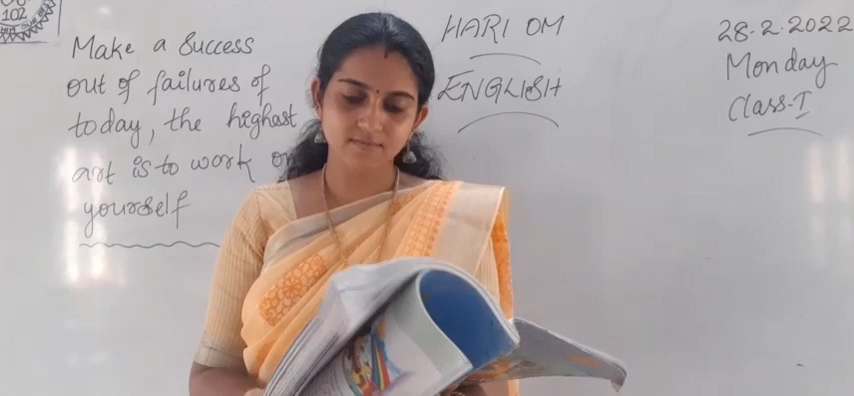 102
Make a Success
out of failures of
today, the highest
art is to work on
yourself
HARI OM
ENGLISH
28.2.2022
Monday
Class-I